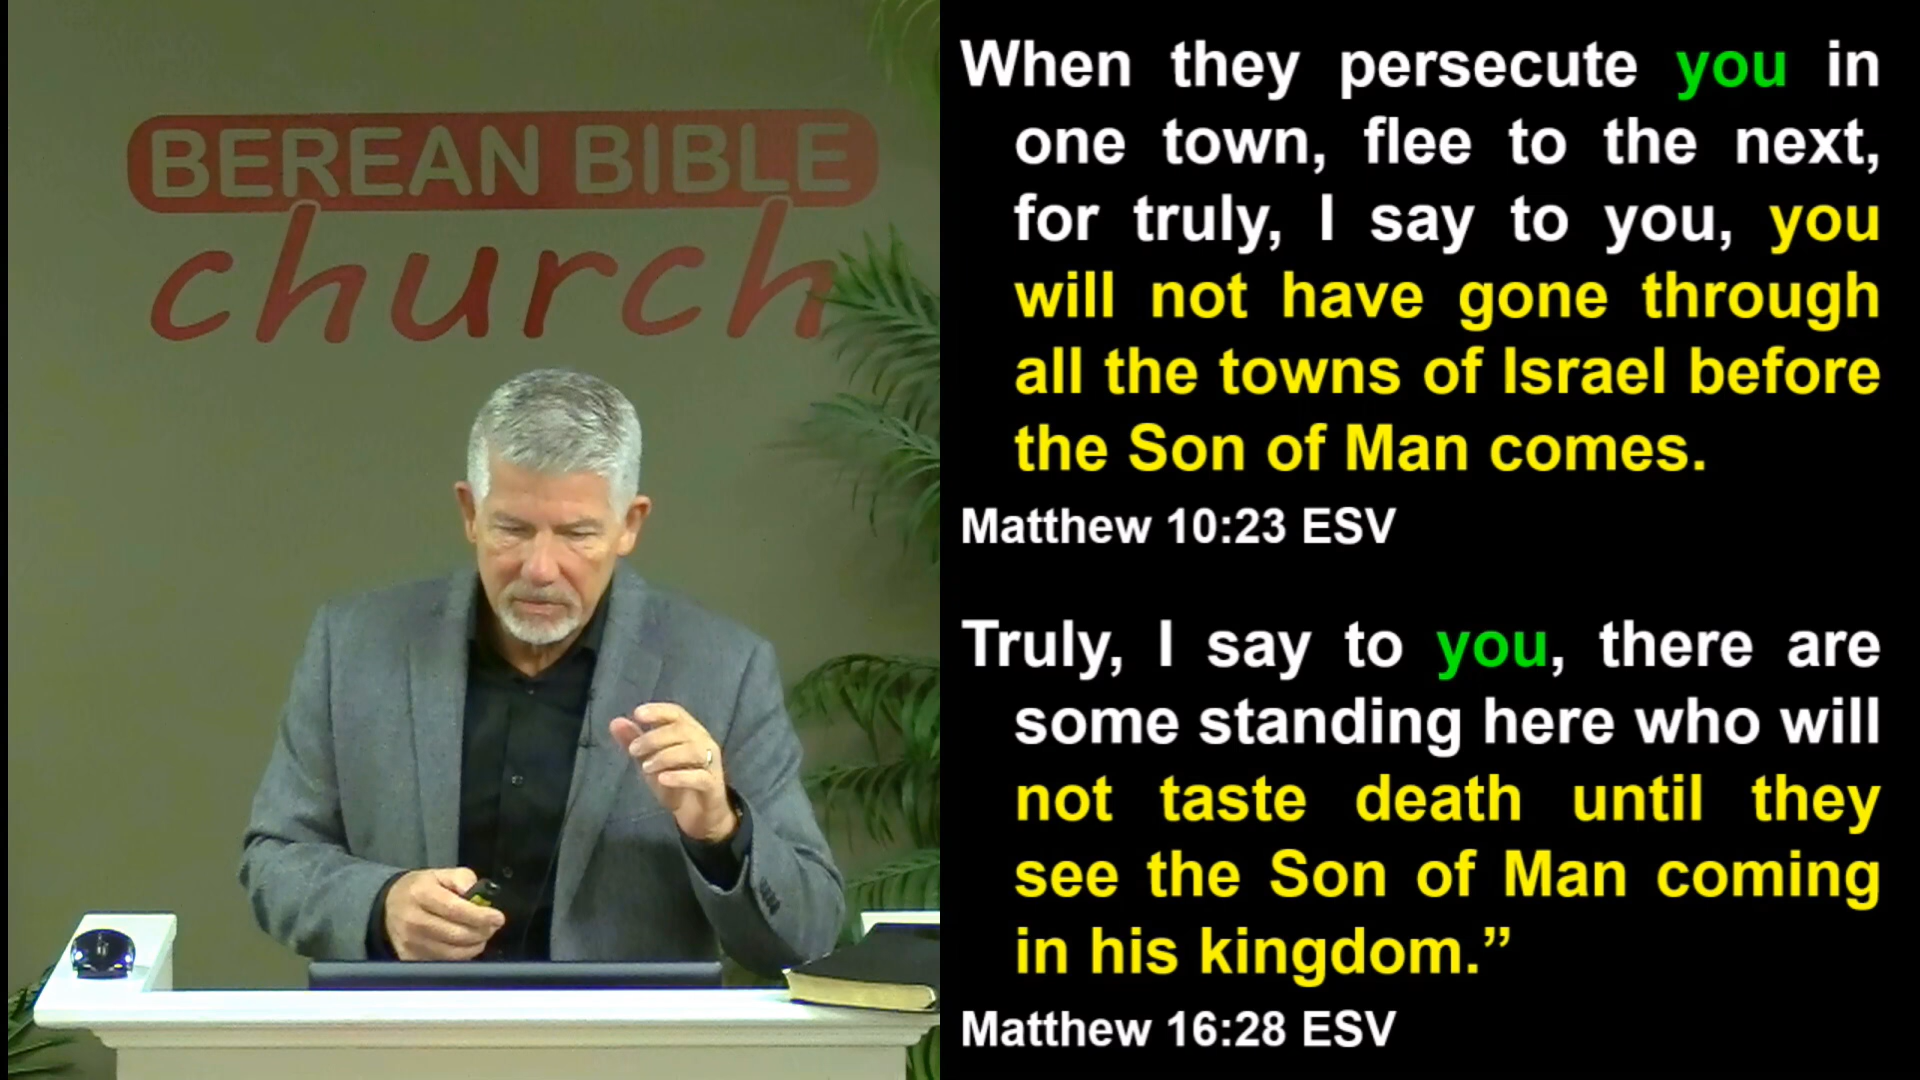 BEREAN BIBLE
church
When they persecute you in
one town, flee to the next,
for truly, I say to you, you
will not have gone through
all the towns of Israel before
the Son of Man comes.
Matthew 10:23 ESV
Truly, I say to you, there are
some standing here who will
not taste death until they
see the Son of Man coming
in his kingdom.”
Matthew 16:28 ESV